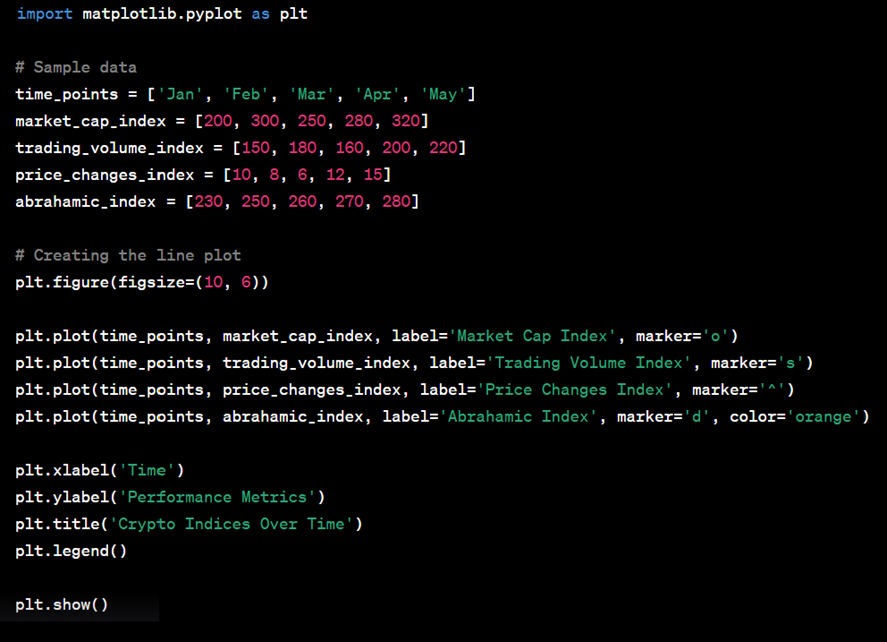 import matplotlib.pyplot as plt
# Sample data
time_points = ['Jan', 'Feb', 'Mar', 'Apr', 'May']
market_cap_index = [200, 300, 250, 280, 320]
trading_volume_index = [150, 180, 160, 200, 220]
price_changes_index = [10, 8, 6, 12, 15]
abrahamic_index = [230, 250, 260, 270, 280]
# Creating the line plot
plt.figure(figsize=(10, 6))
plt.plot(time_points, market_cap_index, label='Market Cap Index', marker='o')
plt.plot(time_points, trading_volume_index, label='Trading Volume Index', marker='s')
plt.plot(time_points, price_changes_index, label='Price Changes Index', marker='^')
plt.plot(time_points, abrahamic_index, label='Abrahamic Index', marker='d', color='orange')
plt.xlabel('Time')
plt.ylabel('Performance Metrics')
plt.title('Crypto Indices Over Time')
plt.legend()
plt.show()